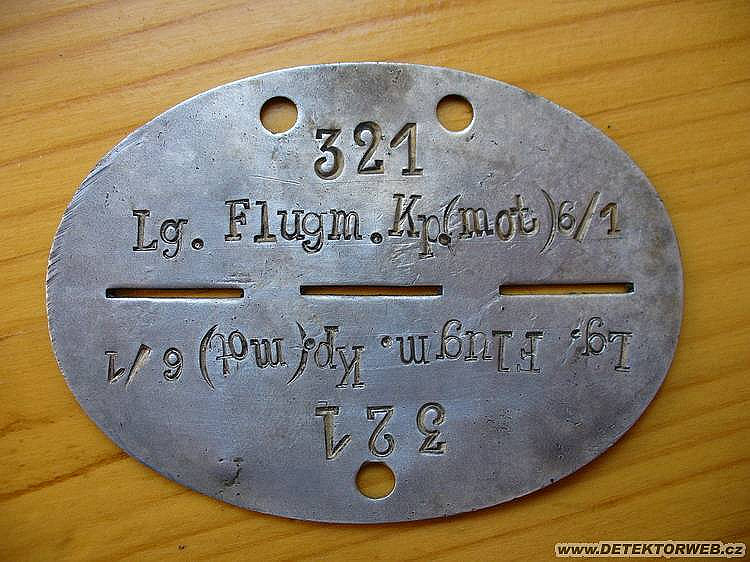 321
Lg. Flugm. Kp.(mot)6/1
Lg. Flugm. Kp.(mot)6/1
321
www.DETEKTORWEB.cz